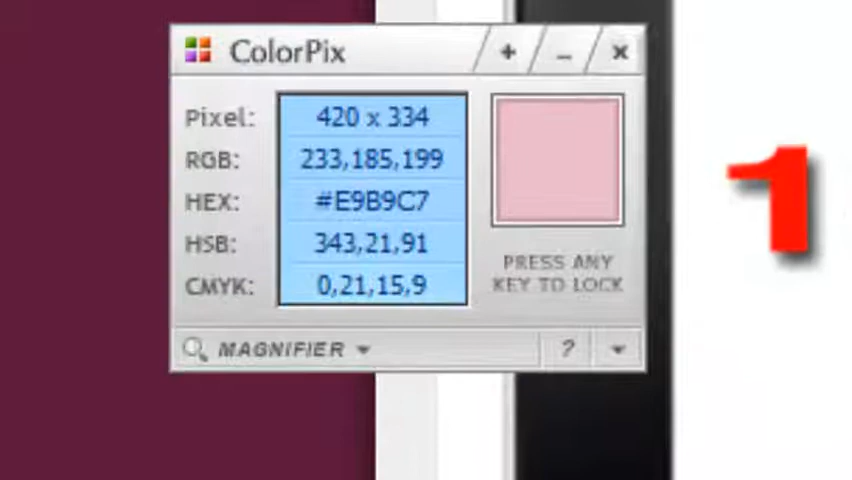 ColorPix
Pixel: 420 x 334
RGB: 233,185,199
HEX: #E9B9C7
HSB: 343,21,91
CMYK: 0,21,15,9
PRESS ANY
KEY TO LOCK
MAGNIFIER
?
1